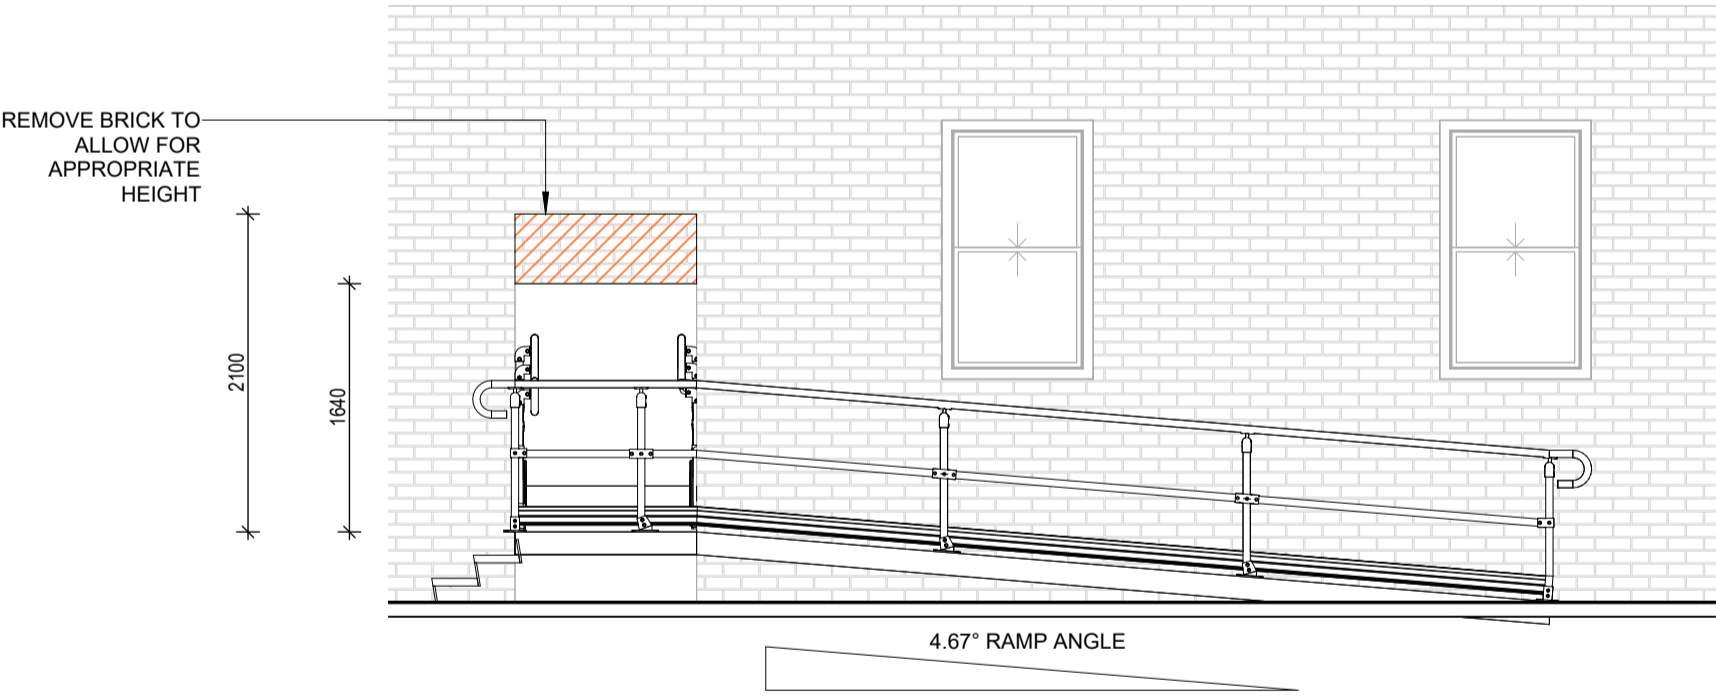 REMOVE BRICK TO
ALLOW FOR
APPROPRIATE
HEIGHT
2100
1640
4.67° RAMP ANGLE